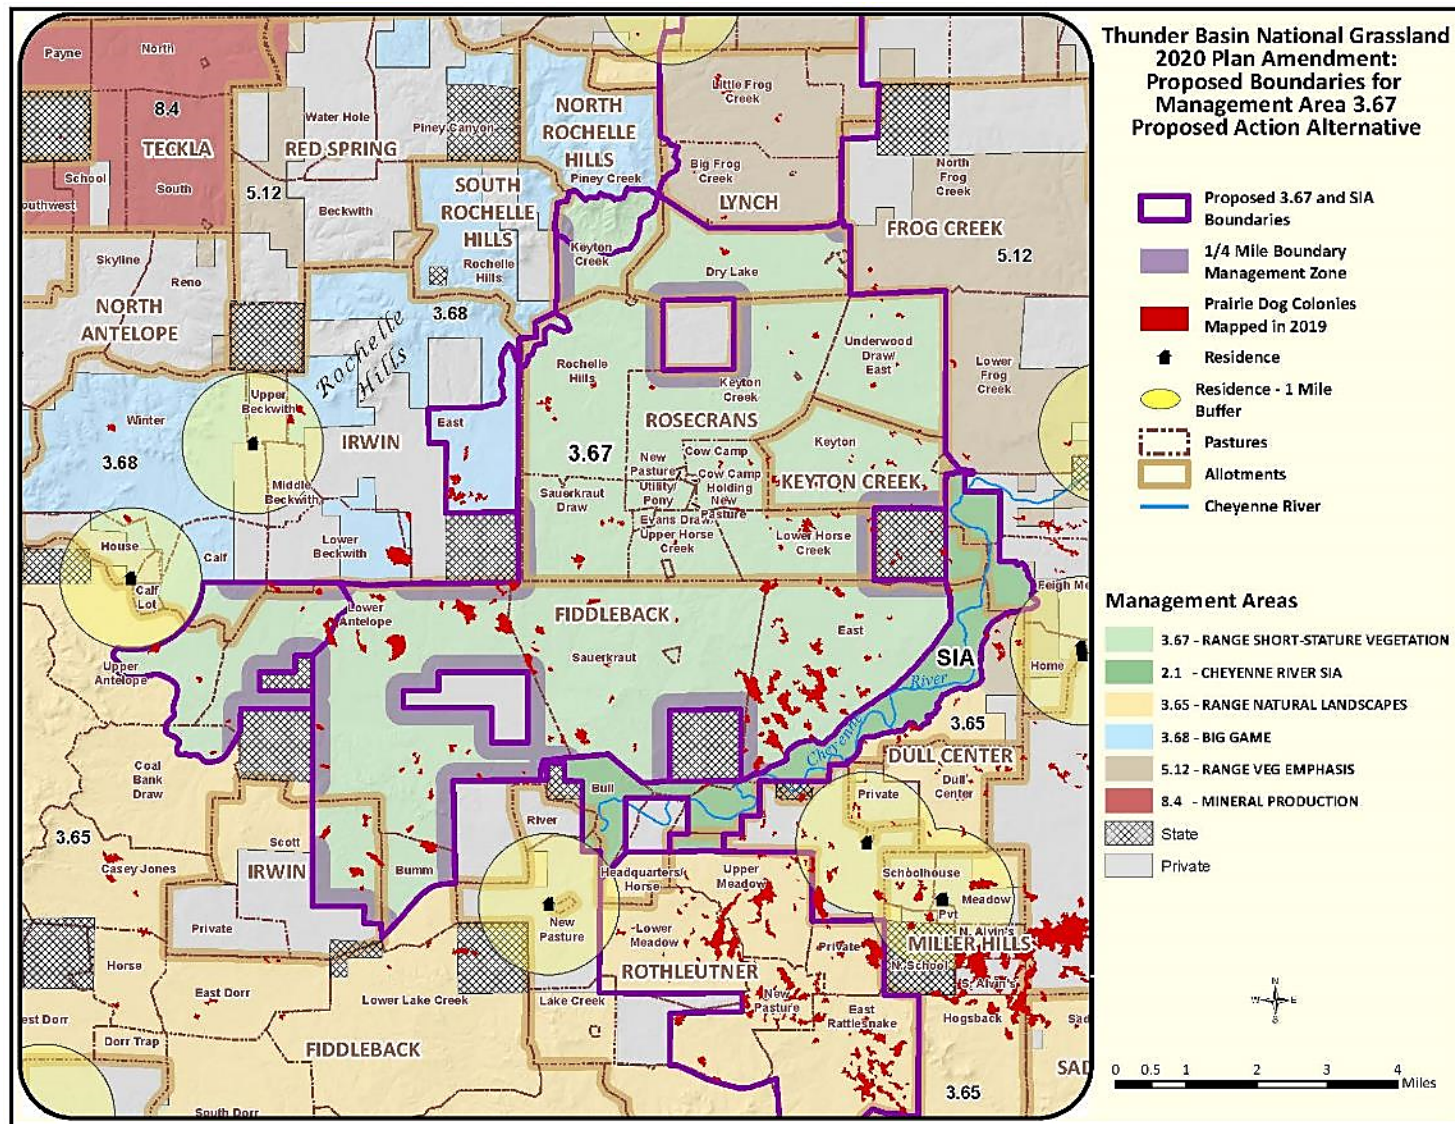 Thunder Basin National Grassland
2020 Plan Amendment:
Proposed Boundaries for
Management Area 3.67
Proposed Action Alternative
Proposed 3.67 and SIA
Boundaries
1/4 Mile Boundary
Management Zone
Prairie Dog Colonies
Mapped in 2019
Residence
Residence - 1 Mile
Buffer
Pastures
Allotments
Cheyenne River
Management Areas
3.67 - RANGE SHORT-STATURE VEGETATION
2.1 - CHEYENNE RIVER SIA
3.65 - RANGE NATURAL LANDSCAPES
3.68 - BIG GAME
5.12 - RANGE VEG EMPHASIS
8.4 - MINERAL PRODUCTION
State
Private
N
W
E
S
0 0.5 1 2 3 4
Miles
Payne
North
8.4
TECKLA
School
South
outhwest
5.12
Water Hole
RED SPRING
Beckwith
Piney Canyon
NORTH
ROCHELLE
HILLS
Piney Creek
SOUTH
ROCHELLE
HILLS
Rochelle
Hills
3.68
Little Frog
Creek
Big Frog
Creek
LYNCH
North
Frog
Creek
FROG CREEK
5.12
Skyline
Reno
NORTH
ANTELOPE
Keyton
Creek
Dry Lake
Rochelle
Hills
Upper
Beckwith
Winter
3.68
IRWIN
East
Middle
Beckwith
House
Calf
Calf
Lot
Lower
Beckwith
Rochelle
Hills
Keyton
Creek
Underwood
Draw/
East
Lower
Frog
Creek
ROSECRANS
3.67
New
Pasture
Utility/
Pony
Cow Camp
Cow Camp
Holding
New
Pasture
Keyton
KEYTON CREEK
Sauerkraut
Draw
Evans Draw/
Upper Horse
Creek
Lower Horse
Creek
Lower
Antelope
FIDDLEBACK
Sauerkraut
East
SIA
River
Cheyenne
Feigh Me
Home
Upper
Antelope
3.65
DULL CENTER
Dull
Center
Private
Coal
Bank
Draw
3.65
Casey Jones
Scott
IRWIN
Private
Bumm
River
Bull
Headquarters/
Horse
Upper
Meadow
Schoolhouse
Meadow
Pvt
New
Pasture
Lower
Meadow
ROTHLEUTNER
Private
N. Alvin's
MILLER HILLS
N. School
S. Alvin's
Horse
East Dorr
Lower Lake Creek
Lake Creek
New
Pasture
East
Rattlesnake
Hogsback
Sad
est Dorr
Dorr Trap
FIDDLEBACK
South Dorr
3.65
SAD